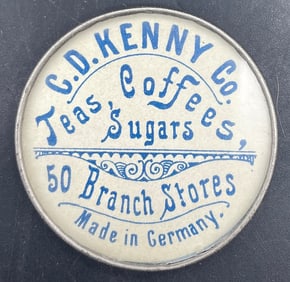 C.D. KENNY Co.
Teas, Coffees,
Sugars
50 Branch Stores
Made in Germany.